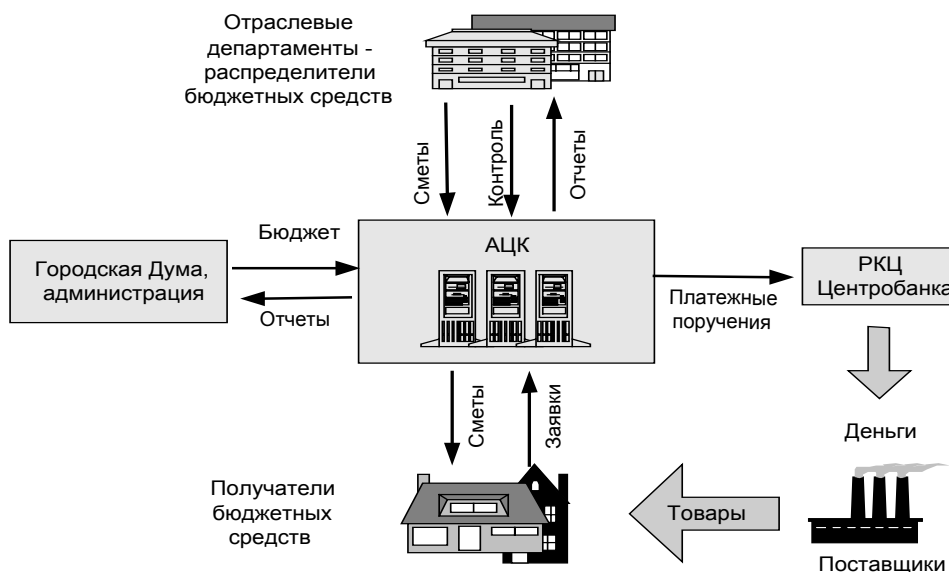 Отраслевые
департаменты -
распределители
бюджетных средств
Сметы
Контроль
Отчеты
Бюджет
Городская Дума,
администрация
Отчеты
АЦК
Платежные
поручения
РКЦ
Центробанка
Деньги
Сметы
Заявки
Получатели
бюджетных
средств
Товары
Поставщики